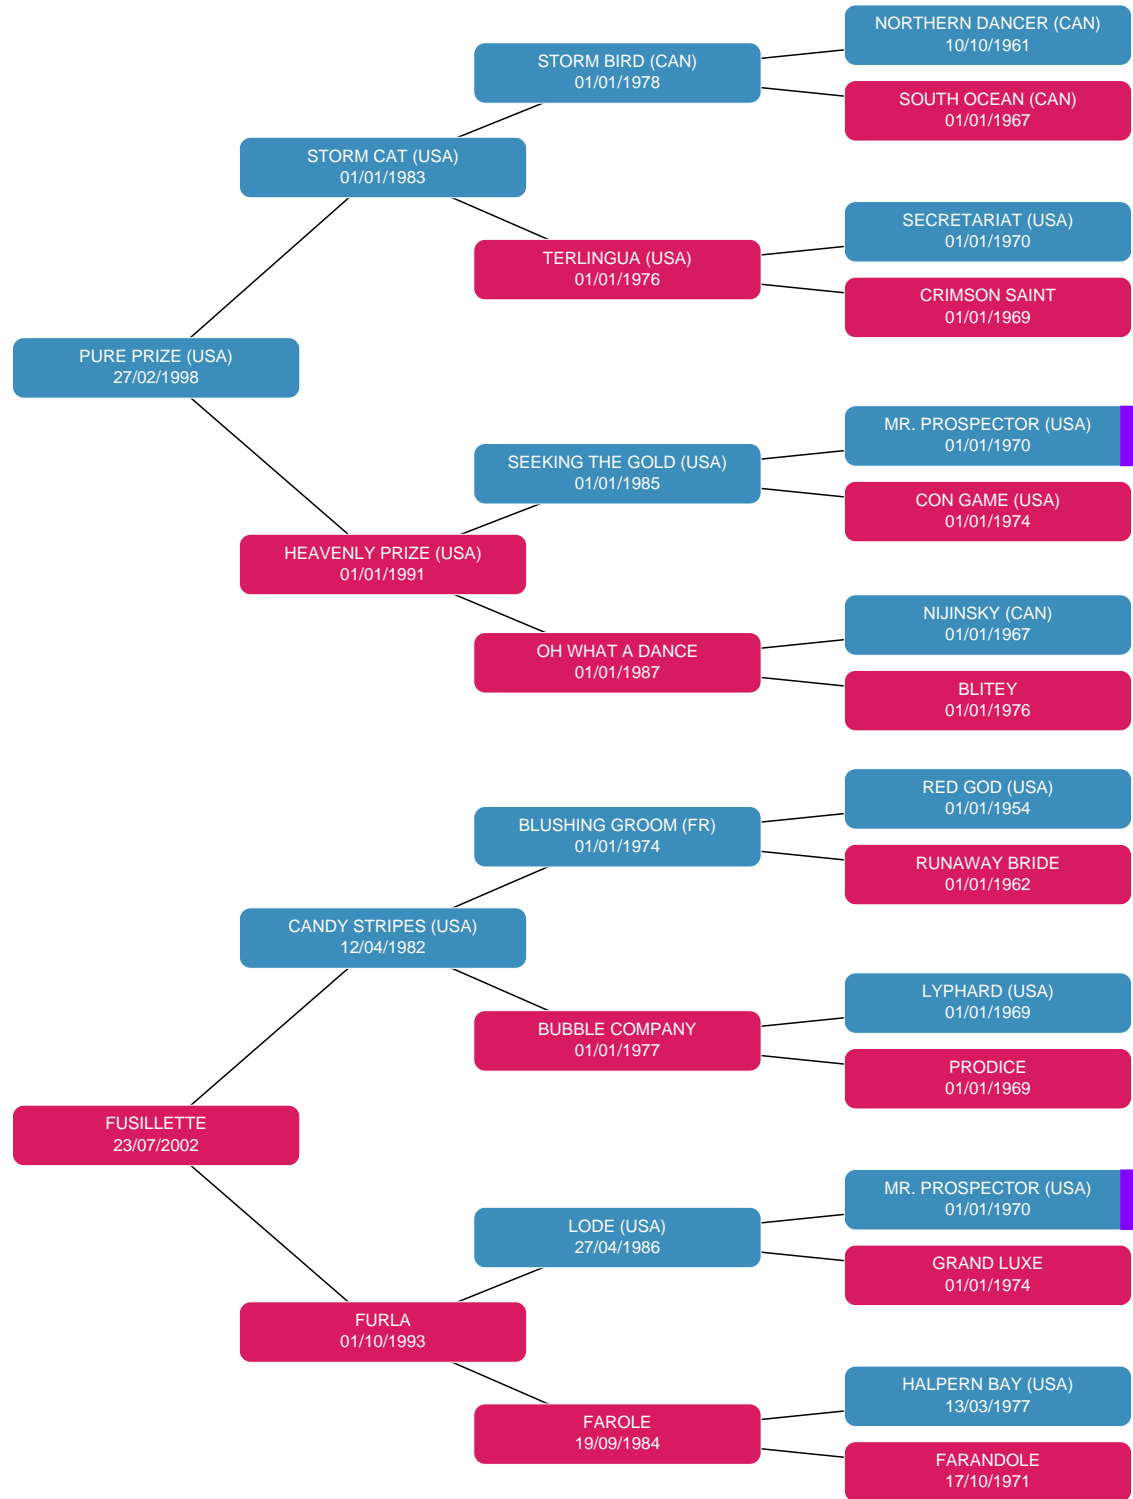 NORTHERN DANCER (CAN)
10/10/1961
STORM BIRD (CAN)
01/01/1978
SOUTH OCEAN (CAN)
01/01/1967
STORM CAT (USA)
01/01/1983
SECRETARIAT (USA)
01/01/1970
TERLINGUA (USA)
01/01/1976
CRIMSON SAINT
01/01/1969
PURE PRIZE (USA)
27/02/1998
MR. PROSPECTOR (USA)
01/01/1970
SEEKING THE GOLD (USA)
01/01/1985
CON GAME (USA)
01/01/1974
HEAVENLY PRIZE (USA)
01/01/1991
NIJINSKY (CAN)
01/01/1967
OH WHAT A DANCE
01/01/1987
BLITEY
01/01/1976
RED GOD (USA)
01/01/1954
BLUSHING GROOM (FR)
01/01/1974
RUNAWAY BRIDE
01/01/1962
CANDY STRIPES (USA)
12/04/1982
LYPHARD (USA)
01/01/1969
BUBBLE COMPANY
01/01/1977
PRODICE
01/01/1969
FUSILLETTE
23/07/2002
MR. PROSPECTOR (USA)
01/01/1970
LODE (USA)
27/04/1986
GRAND LUXE
01/01/1974
FURLA
01/10/1993
HALPERN BAY (USA)
13/03/1977
FAROLE
19/09/1984
FARANDOLE
17/10/1971